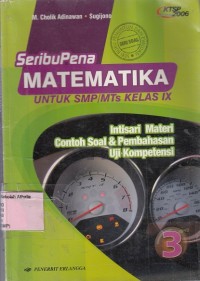 M. Cholik Adinawan • Sugijono
KTSP
2006
SeribuPena
MATEMATIKA
UNTUK SMP/MTs KELAS IX
Intisari Materi
Contoh Soal & Pembahasan
Uji Kompetensi
3
PENERBIT ERLANGGA